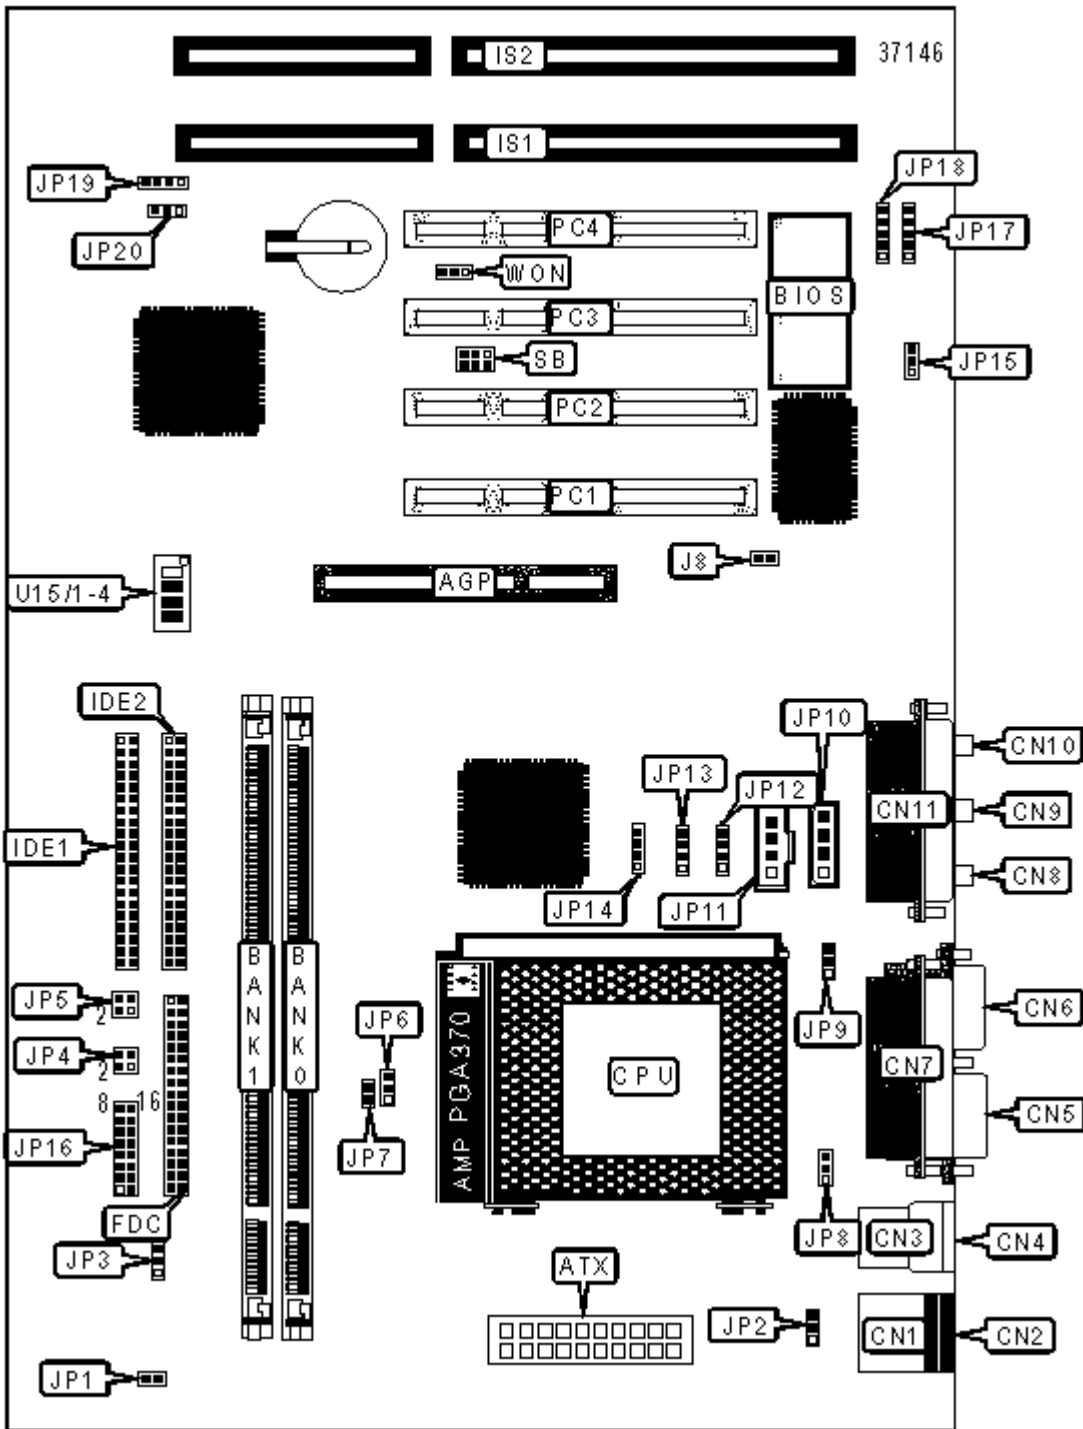 IS2
37146
IS1
JP19
JP18
JP20
PC4
JP17
WON
BIOS
PC3
SB
JP15
PC2
PC1
J8
U15/1-4
AGP
IDE2
JP10
CN10
JP13
JP12
CN11
CN9
IDE1
CN8
JP14
JP11
BANK1
BANK0
JP5
2
JP6
JP9
CN6
JP4
2
AMP PGA370
CPU
CN7
8
16
CN5
JP16
JP7
FDC
JP8
CN3
CN4
JP3
ATX
JP2
CN1
CN2
JP1